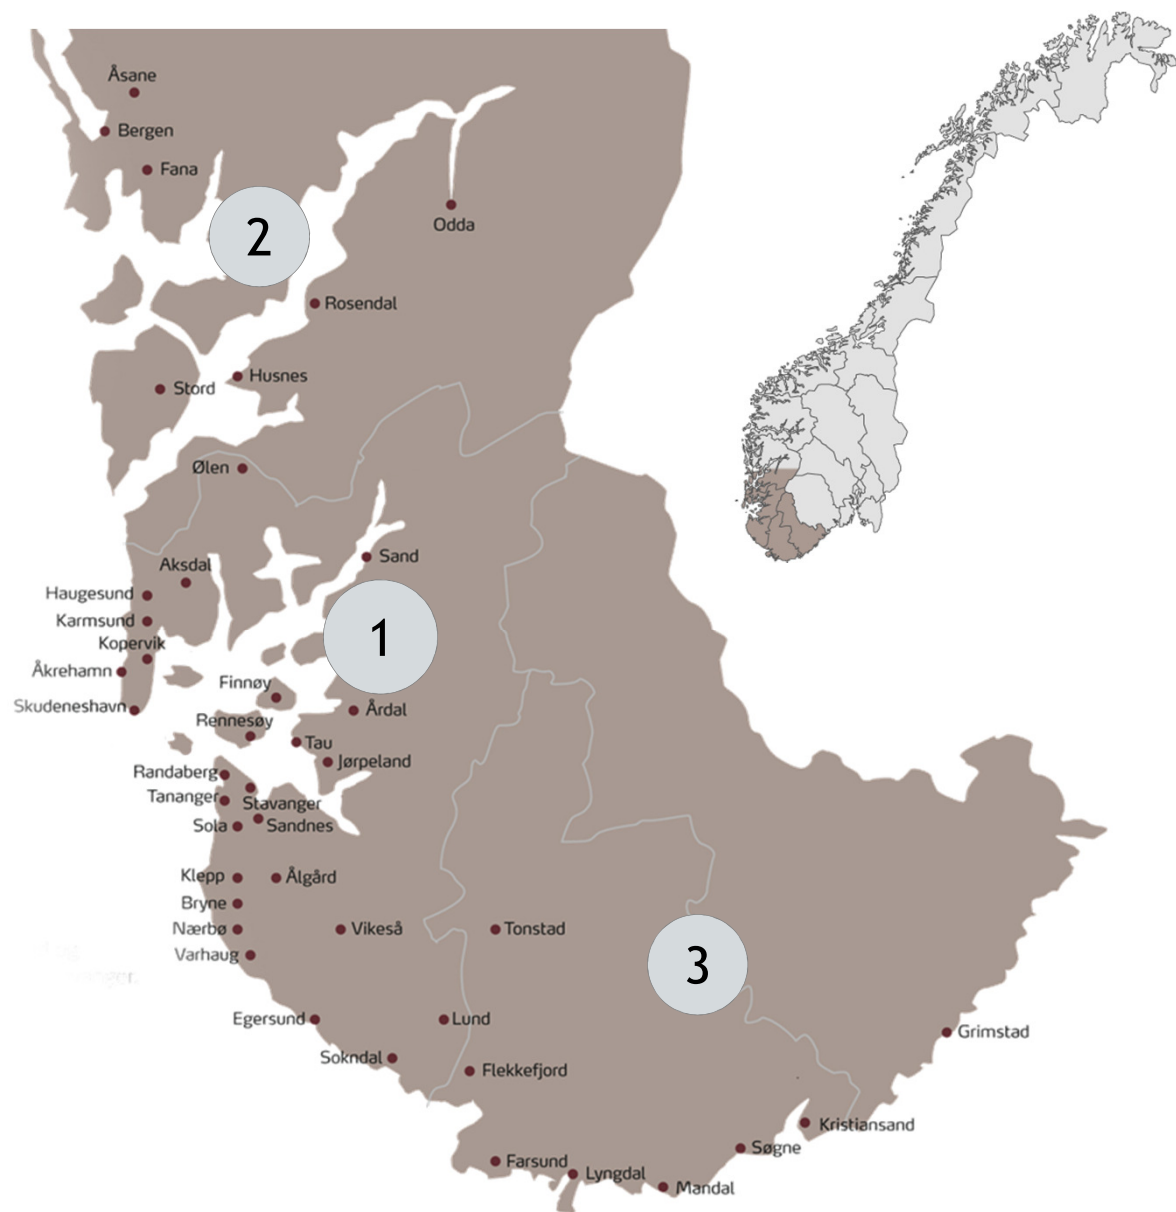 Åsane
Bergen
Fana
2
Odda
Rosendal
Husnes
Stord
Ølen
Sand
Aksdal
Haugesund
Karmsund
1
Kopervik
Åkrehamn
Finnøy
Skudeneshavn
Årdal
Rennesøy
Tau
Jørpeland
Randaberg
Tananger
Stavanger
Sola
Sandnes
Klepp
Ålgård
Bryne
Nærbø
Vikeså
Tonstad
Varhaug
3
Egersund
Lund
Grimstad
Sokndal
Flekkefjord
Kristiansand
Søgne
Farsund
Lyngdal
Mandal